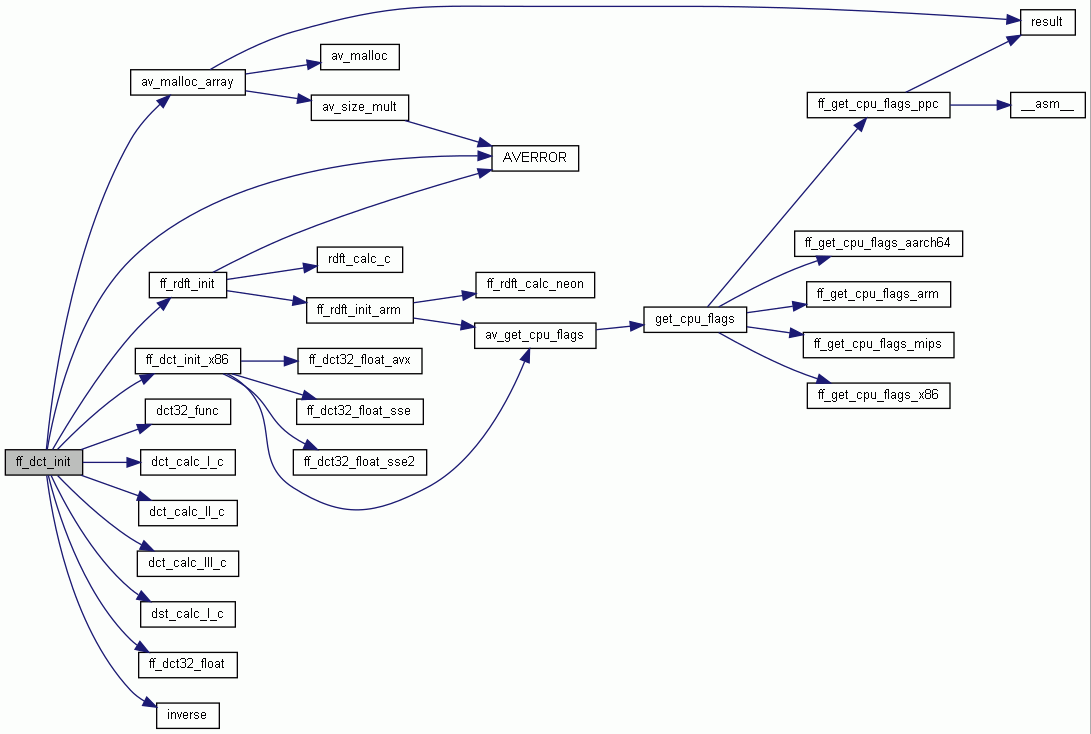 result
av_malloc
av_malloc_array
av_size_mult
ff_get_cpu_flags_ppc
__asm__
AVERROR
ff_get_cpu_flags_aarch64
rdft_calc_c
ff_rdft_init
ff_rdft_calc_neon
ff_get_cpu_flags_arm
ff_rdft_init_arm
get_cpu_flags
av_get_cpu_flags
ff_get_cpu_flags_mips
ff_dct_init_x86
ff_dct32_float_avx
ff_get_cpu_flags_x86
dct32_func
ff_dct32_float_sse
ff_dct_init
dct_calc_I_c
ff_dct32_float_sse2
dct_calc_II_c
dct_calc_III_c
dst_calc_I_c
ff_dct32_float
inverse